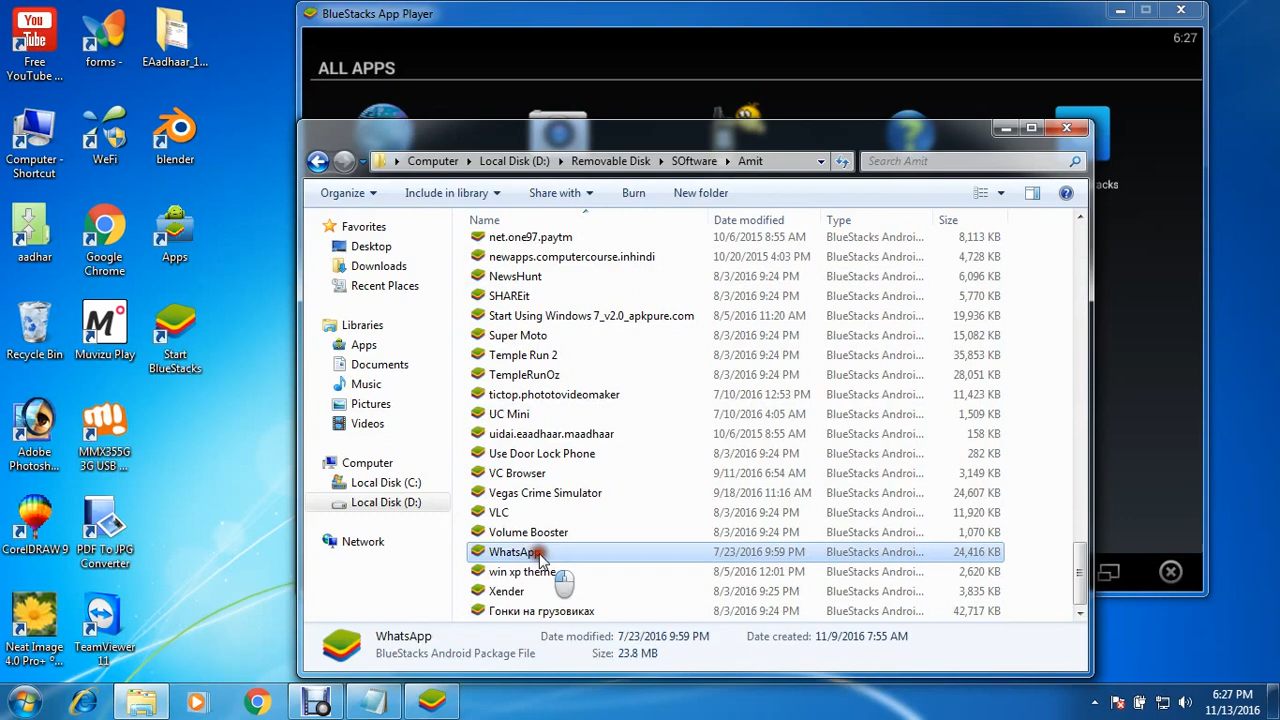 You Tube
Free YouTube ...
forms -
EAadhaar_1...
Computer - Shortcut
WeFi
blender
aadhar
Google Chrome
Apps
Recycle Bin
Muvizu Play
Start BlueStacks
Adobe Photosh...
MMX355G 3G USB ...
CorelDRAW 9
PDF To JPG Converter
Neat Image 4.0 Pro+ ...
TeamViewer 11
BlueStacks App Player
6:27
ALL APPS
Computer Local Disk (D:) Removable Disk SOftware Amit
Search Amit
Organize Include in library Share with Burn New folder
Favorites
Desktop
Downloads
Recent Places
Libraries
Apps
Documents
Music
Pictures
Videos
Computer
Local Disk (C:)
Local Disk (D:)
Network
Name Date modified Type Size
net.one97.paytm 10/6/2015 8:55 AM BlueStacks Androi... 8,113 KB
newapps.computercourse.inhindi 10/20/2015 4:03 PM BlueStacks Androi... 4,728 KB
NewsHunt 8/3/2016 9:24 PM BlueStacks Androi... 6,096 KB
SHAREit 8/3/2016 9:24 PM BlueStacks Androi... 5,770 KB
Start Using Windows 7_v2.0_apkpure.com 8/5/2016 11:20 AM BlueStacks Androi... 19,936 KB
Super Moto 8/3/2016 9:24 PM BlueStacks Androi... 15,082 KB
Temple Run 2 8/3/2016 9:24 PM BlueStacks Androi... 35,853 KB
TempleRunOz 8/3/2016 9:24 PM BlueStacks Androi... 28,051 KB
tictop.phototovideomaker 7/10/2016 12:53 PM BlueStacks Androi... 11,423 KB
UC Mini 7/10/2016 4:05 AM BlueStacks Androi... 1,509 KB
uidai.eaadhaar.maadhaar 10/6/2015 8:55 AM BlueStacks Androi... 158 KB
Use Door Lock Phone 8/3/2016 9:24 PM BlueStacks Androi... 282 KB
VC Browser 9/11/2016 6:54 AM BlueStacks Androi... 3,149 KB
Vegas Crime Simulator 9/18/2016 11:16 AM BlueStacks Androi... 24,607 KB
VLC 8/3/2016 9:24 PM BlueStacks Androi... 11,920 KB
Volume Booster 8/3/2016 9:24 PM BlueStacks Androi... 1,070 KB
WhatsApp 7/23/2016 9:59 PM BlueStacks Androi... 24,416 KB
win xp theme 8/5/2016 12:01 PM BlueStacks Androi... 2,620 KB
Xender 8/3/2016 9:25 PM BlueStacks Androi... 3,835 KB
Гонки на грузовиках 8/3/2016 9:24 PM BlueStacks Androi... 42,717 KB
WhatsApp Date modified: 7/23/2016 9:59 PM Date created: 11/9/2016 7:55 AM
BlueStacks Android Package File Size: 23.8 MB
6:27 PM
11/13/2016